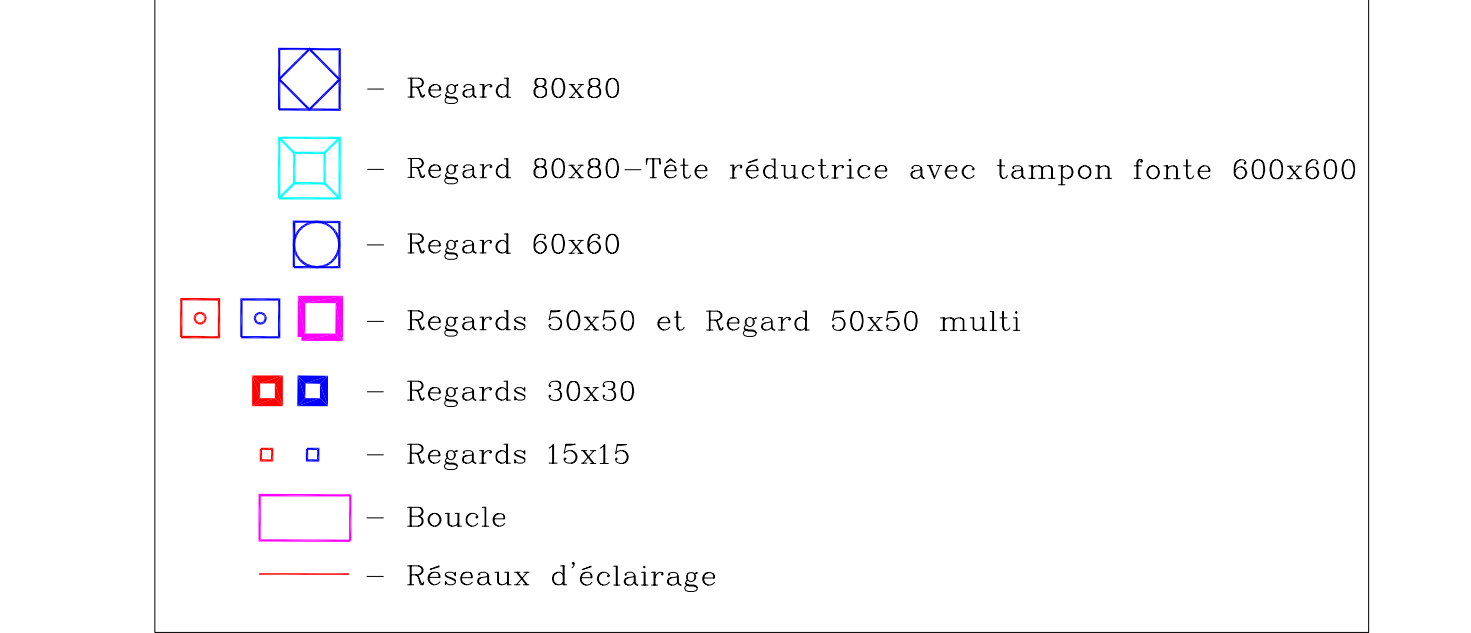 - Regard 80x80
- Regard 80x80-Tête réductrice avec tampon fonte 600x600
- Regard 60x60
- Regards 50x50 et Regard 50x50 multi
- Regards 30x30
- Regards 15x15
- Boucle
- Réseaux d'éclairage